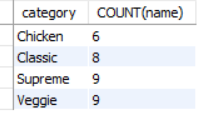 category COUNT(name)
Chicken 6
Classic 8
Supreme 9
Veggie 9